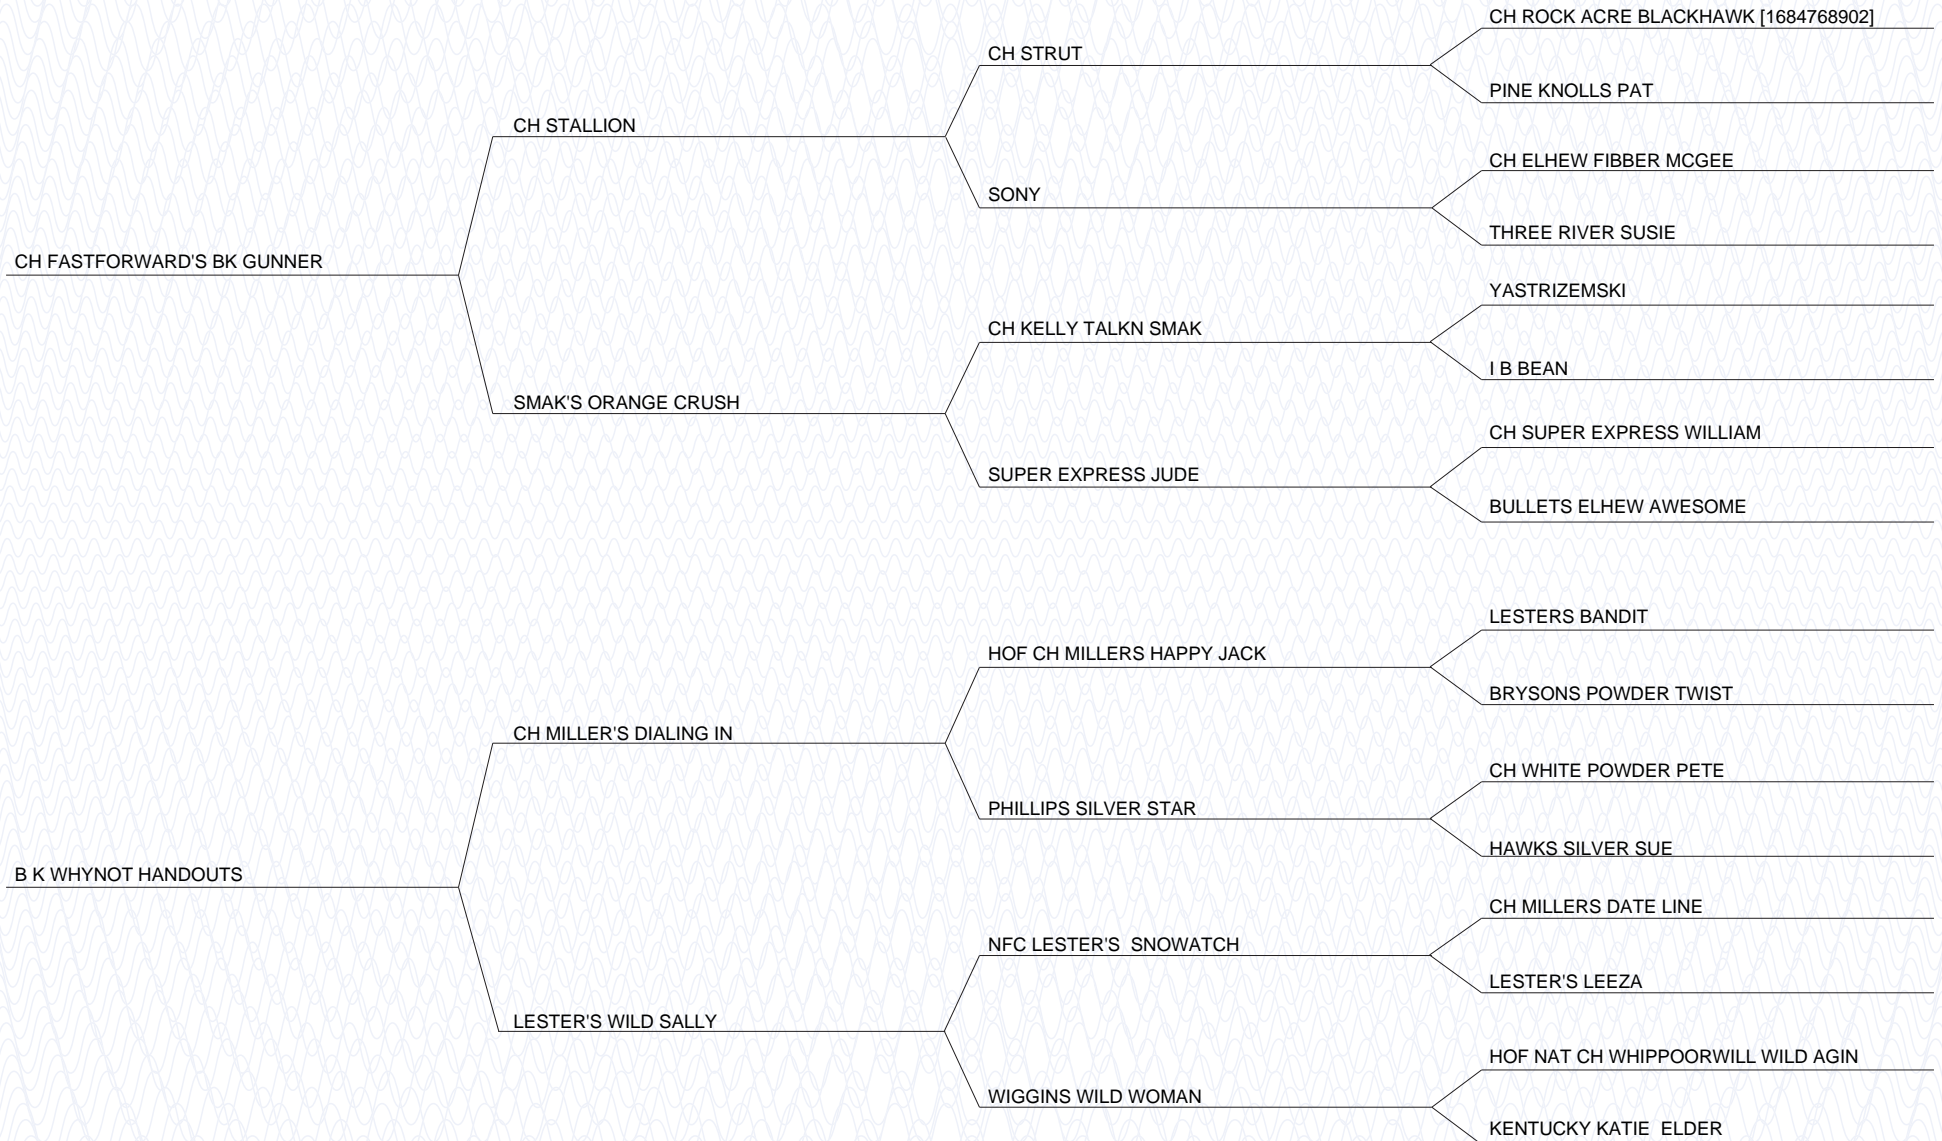 CH ROCK ACRE BLACKHAWK [1684768902]
CH STRUT
PINE KNOLLS PAT
CH STALLION
CH ELHEW FIBBER MCGEE
SONY
THREE RIVER SUSIE
CH FASTFORWARD'S BK GUNNER
YASTRIZEMSKI
CH KELLY TALKN SMAK
I B BEAN
SMAK'S ORANGE CRUSH
CH SUPER EXPRESS WILLIAM
SUPER EXPRESS JUDE
BULLETS ELHEW AWESOME
LESTERS BANDIT
HOF CH MILLERS HAPPY JACK
BRYSONS POWDER TWIST
CH MILLER'S DIALING IN
CH WHITE POWDER PETE
PHILLIPS SILVER STAR
HAWKS SILVER SUE
B K WHYNOT HANDOUTS
CH MILLERS DATE LINE
NFC LESTER'S  SNOWATCH
LESTER'S LEEZA
LESTER'S WILD SALLY
HOF NAT CH WHIPPOORWILL WILD AGIN
WIGGINS WILD WOMAN
KENTUCKY KATIE  ELDER